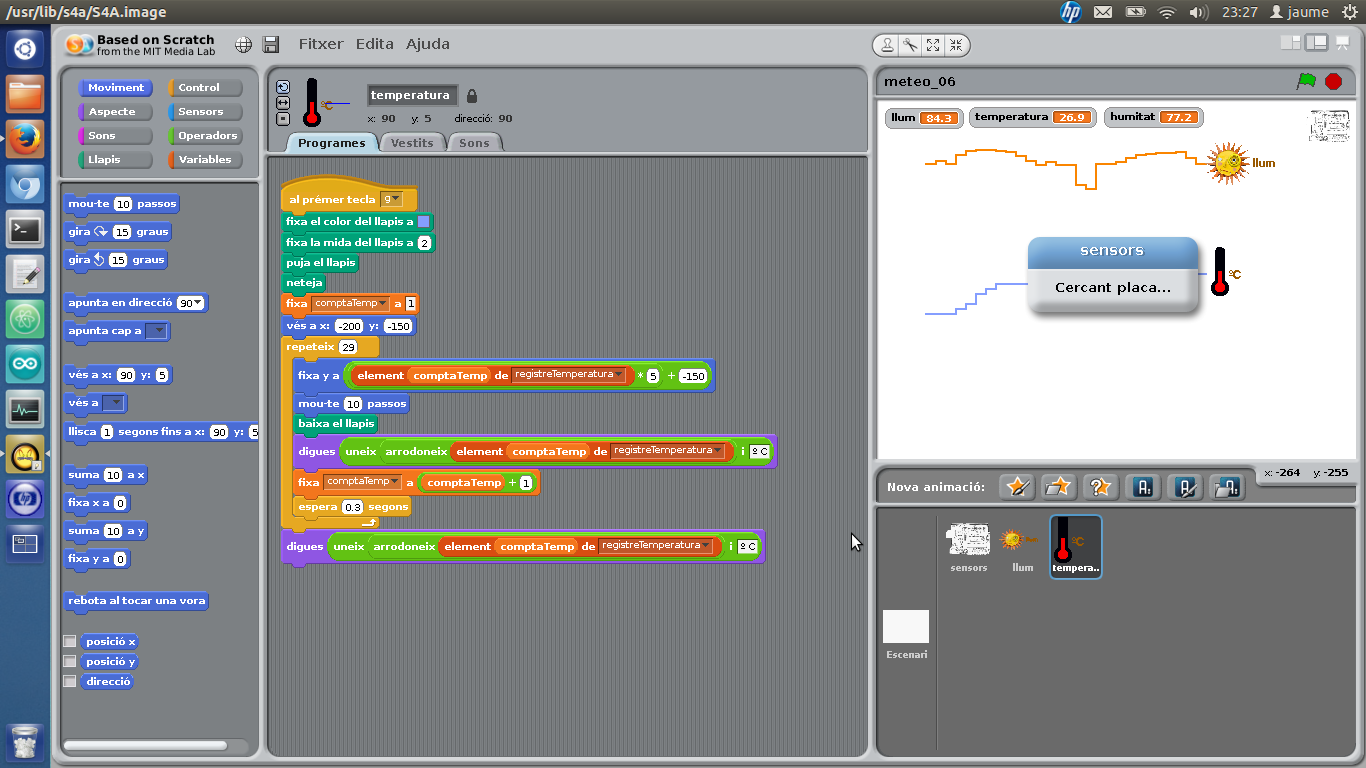 /usr/lib/s4a/S4A.image
23:27 jaume
Based on Scratch
from the MIT Media Lab
Fitxer Edita Ajuda
Moviment Control
Aspecte Sensors
Sons Operadors
Llapis Variables
mou-te 10 passos
gira 15 graus
gira 15 graus
apunta en direcció 90
apunta cap a
vés a x: 90 y: 5
vés a
llisca 1 segons fins a x: 90 y: 5
suma 10 a x
fixa x a 0
suma 10 a y
fixa y a 0
rebota al tocar una vora
posició x
posició y
direcció
temperatura
x: 90 y: 5 direcció: 90
ºC
Programes Vestits Sons
al prémer tecla g
fixa el color del llapis a
fixa la mida del llapis a 2
puja el llapis
neteja
fixa comptaTemp a 1
vés a x: -200 y: -150
repeteix 29
fixa y a element comptaTemp de registreTemperatura * 5 + -150
mou-te 10 passos
baixa el llapis
digues uneix arrodoneix element comptaTemp de registreTemperatura i º C
fixa comptaTemp a comptaTemp + 1
espera 0.3 segons
digues uneix arrodoneix element comptaTemp de registreTemperatura i º C
meteo_06
llum 84.3 temperatura 26.9 humitat 77.2
llum
sensors
Cercant placa...
ºC
x: -264 y: -255
Nova animació:
sensors llum tempera..
Escenari